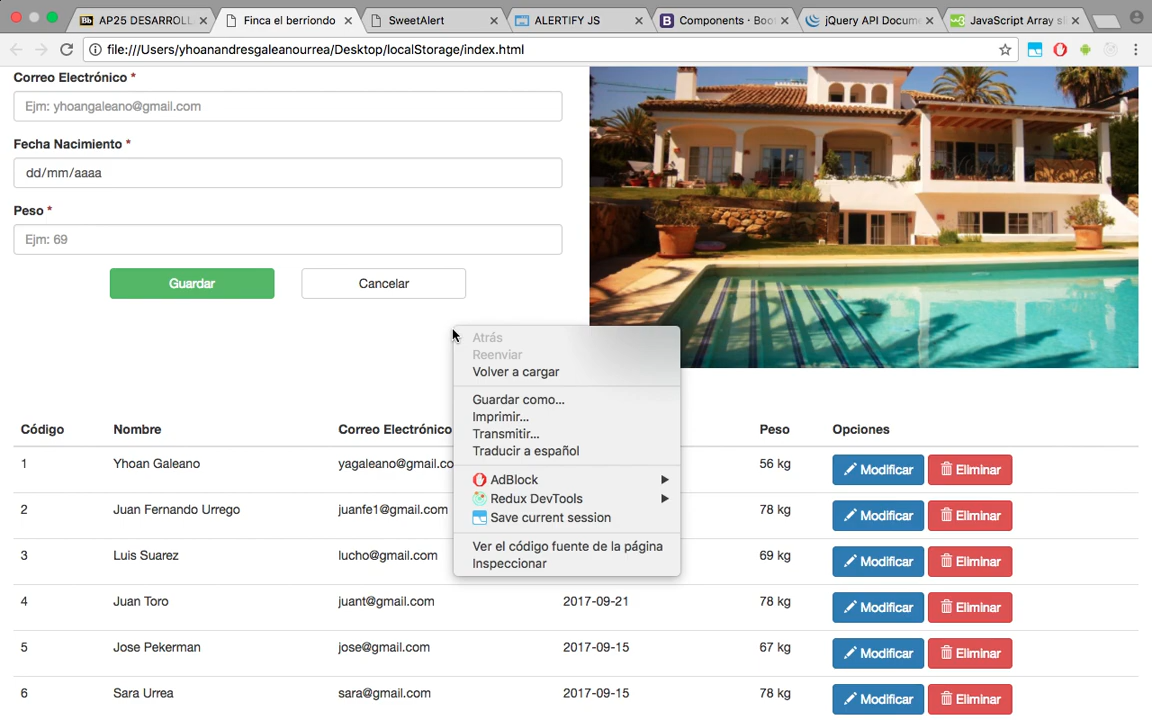 AP25 DESARROLL
Finca el berriondo
SweetAlert
ALERTIFY JS
Components · Boo
jQuery API Docume
JavaScript Array sl
file:///Users/yhoanandresgaleanourrea/Desktop/localStorage/index.html
Correo Electrónico *
Ejm: yhoangaleano@gmail.com
Fecha Nacimiento *
dd/mm/aaaa
Peso *
Ejm: 69
Guardar Cancelar
Atrás
Reenviar
Volver a cargar
Guardar como...
Imprimir...
Transmitir...
Traducir a español
AdBlock
Redux DevTools
Save current session
Ver el código fuente de la página
Inspeccionar
Código Nombre Correo Electrónico Peso Opciones
1 Yhoan Galeano yagaleano@gmail.co 56 kg Modificar Eliminar
2 Juan Fernando Urrego juanfe1@gmail.com 78 kg Modificar Eliminar
3 Luis Suarez lucho@gmail.com 69 kg Modificar Eliminar
4 Juan Toro juant@gmail.com 2017-09-21 78 kg Modificar Eliminar
5 Jose Pekerman jose@gmail.com 2017-09-15 67 kg Modificar Eliminar
6 Sara Urrea sara@gmail.com 2017-09-15 78 kg Modificar Eliminar